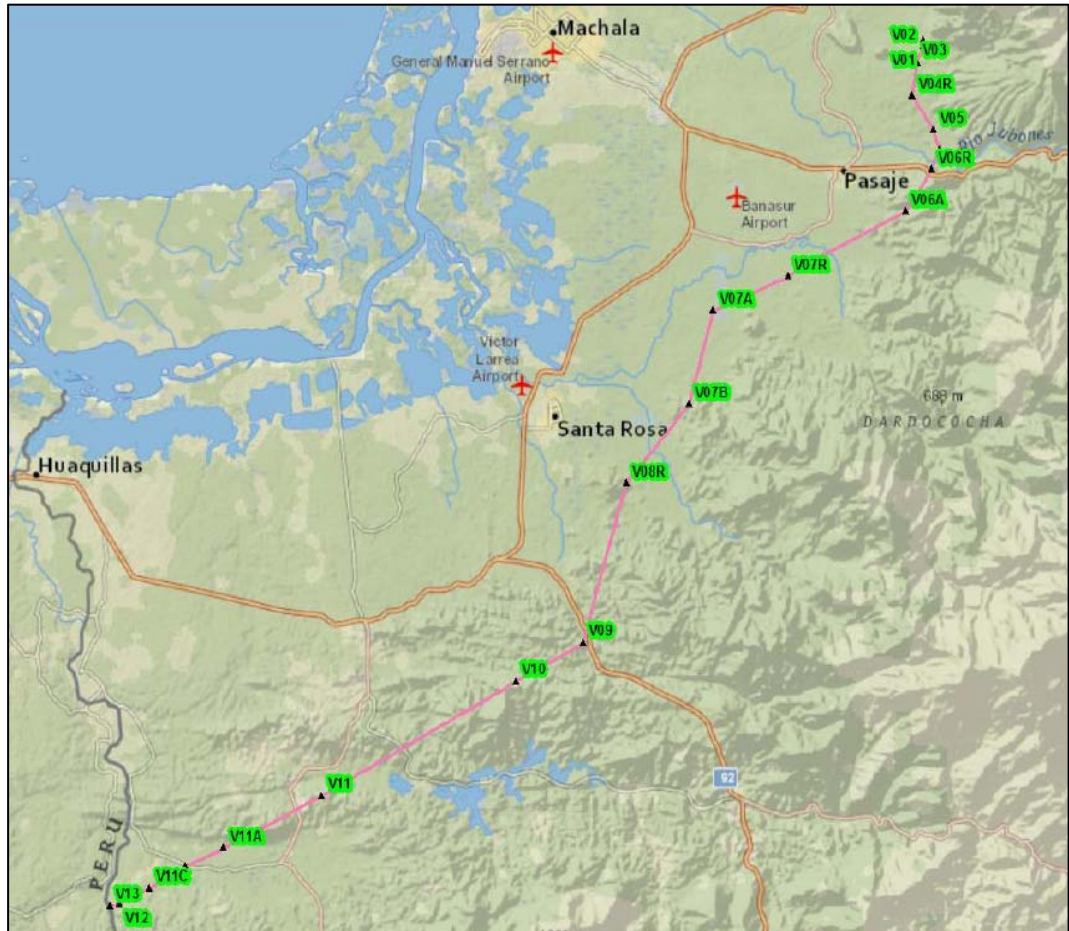 Machala
General Manuel Serrano
Airport
V02
V03
V01
V04R
V05
Rio Jubones
V06R
Pasaje
V06A
Banasur
Airport
V07R
V07A
Victor
Larrea
Airport
V07B
688 m
DARDOCOCHA
Santa Rosa
Huaquillas
V08R
V09
V10
92
V11
V11A
PERU
V11C
V13
V12